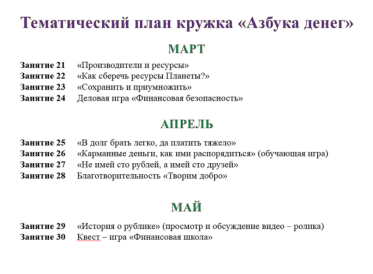 Тематический план кружка «Азбука денег»
МАРТ
Занятие 21 «Производители и ресурсы»
Занятие 22 «Как сберечь ресурсы Планеты?»
Занятие 23 «Сохранить и приумножить»
Занятие 24 Деловая игра «Финансовая безопасность»
АПРЕЛЬ
Занятие 25 «В долг брать легко, да платить тяжело»
Занятие 26 «Карманные деньги, как ими распорядиться» (обучающая игра)
Занятие 27 «Не имей сто рублей, а имей сто друзей»
Занятие 28 Благотворительность «Творим добро»
МАЙ
Занятие 29 «История о рублике» (просмотр и обсуждение видео – ролика)
Занятие 30 Квест – игра «Финансовая школа»